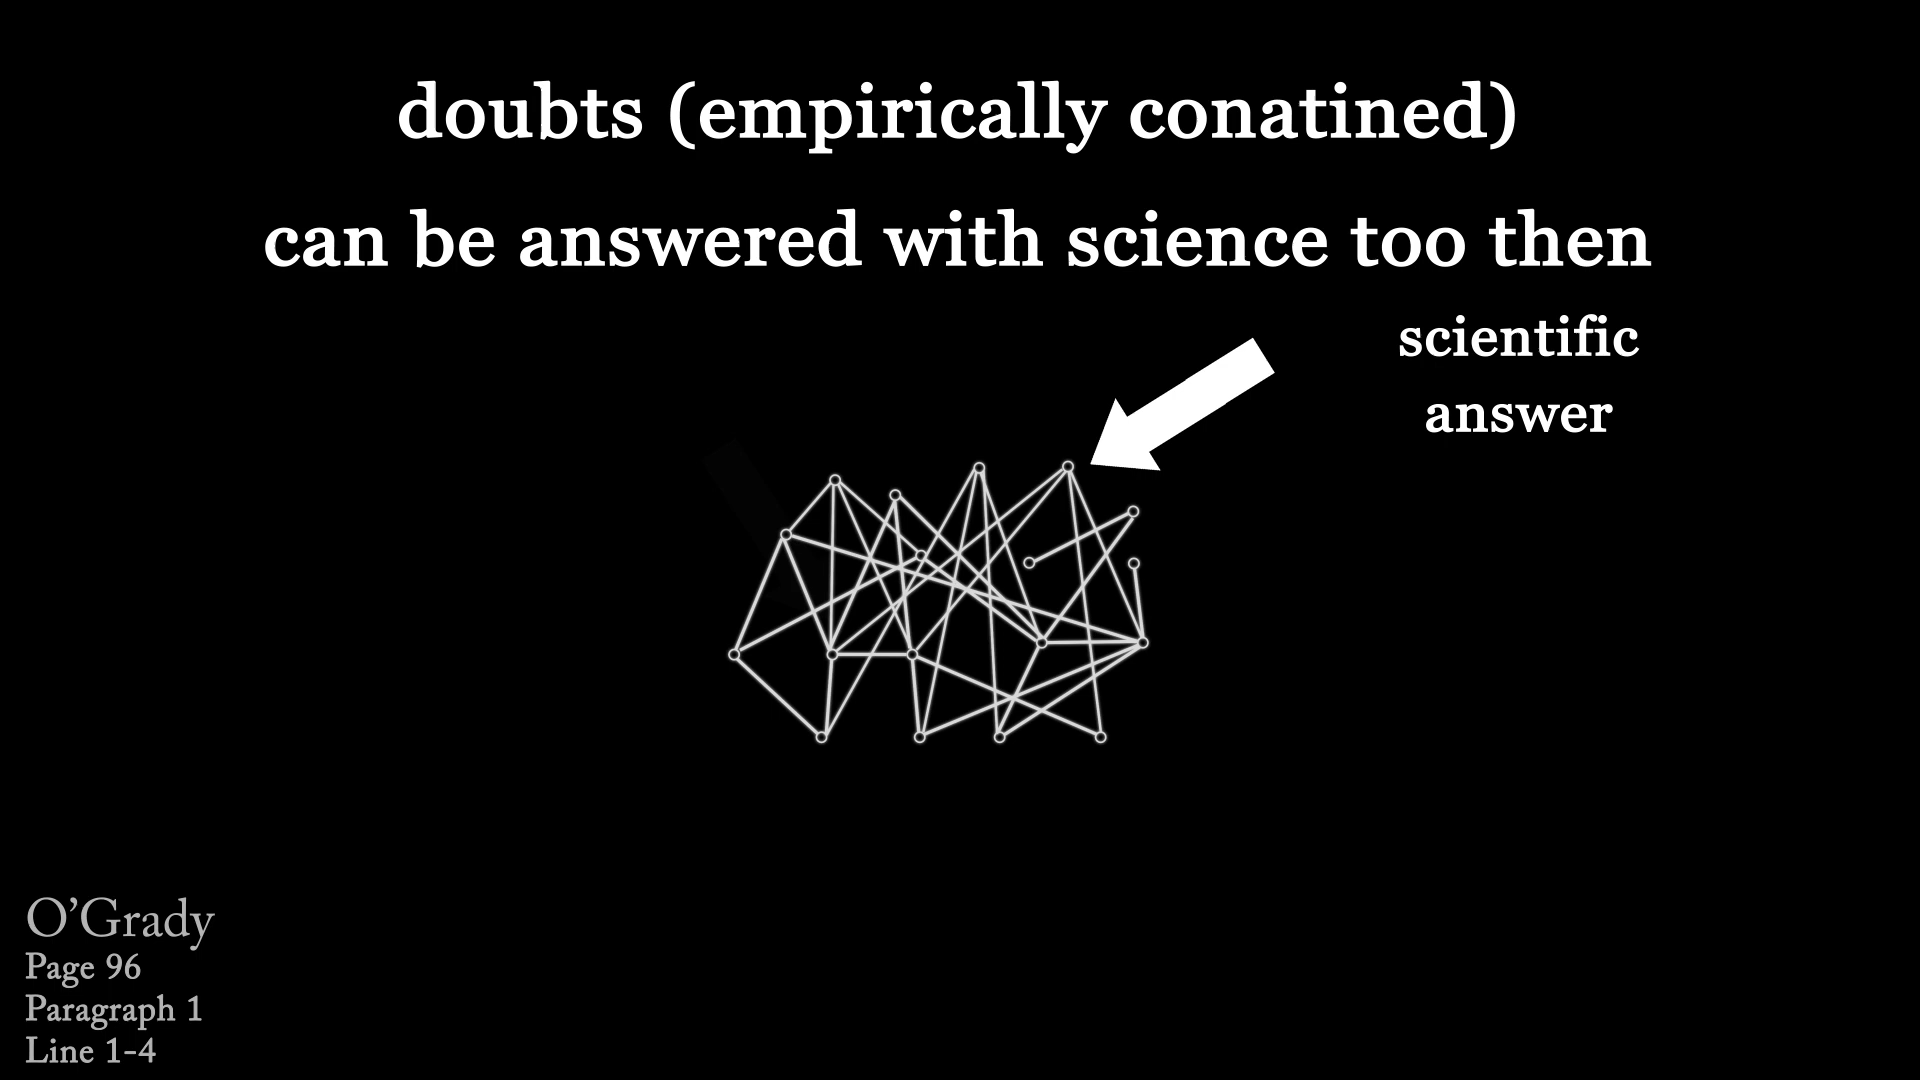 doubts (empirically conatined)
can be answered with science too then
scientific
answer
O’Grady
Page 96
Paragraph 1
Line 1-4